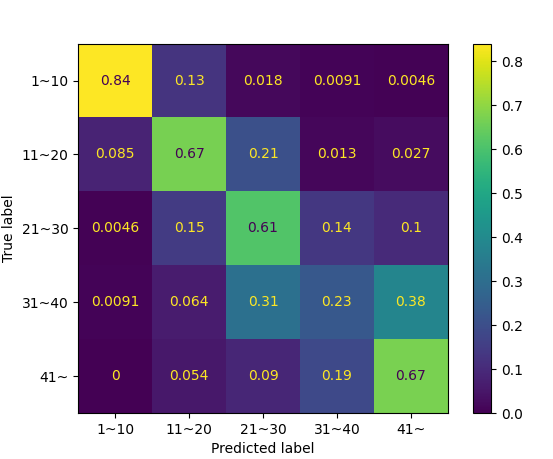 1~10 0.84 0.13 0.018 0.0091 0.0046
11~20 0.085 0.67 0.21 0.013 0.027
21~30 0.0046 0.15 0.61 0.14 0.1
31~40 0.0091 0.064 0.31 0.23 0.38
41~ 0 0.054 0.09 0.19 0.67
1~10 11~20 21~30 31~40 41~
True label
Predicted label
0.8
0.7
0.6
0.5
0.4
0.3
0.2
0.1
0.0